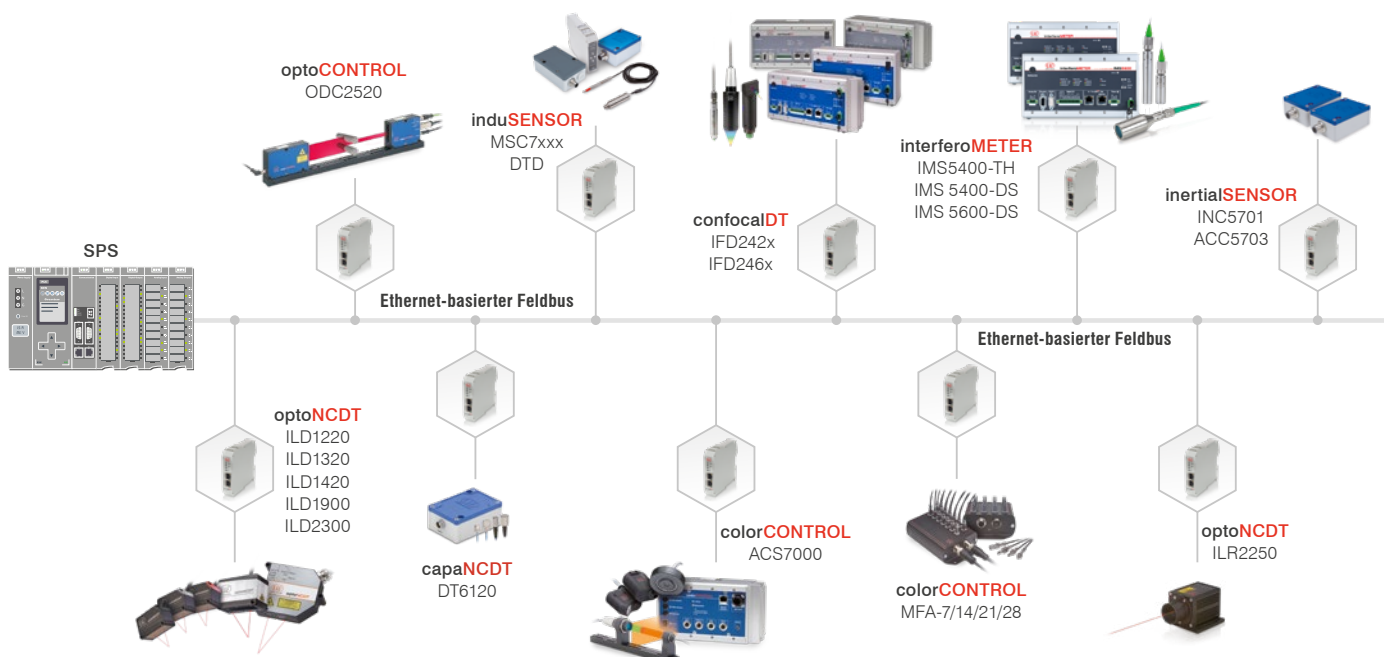 optoCONTROL
ODC2520
induSENSOR
MSC7xxx
DTD
confocalDT
IFD242x
IFD246x
interferoMETER
IMS5400-TH
IMS 5400-DS
IMS 5600-DS
inertialSENSOR
INC5701
ACC5703
SPS
Ethernet-basierter Feldbus
Ethernet-basierter Feldbus
optoNCDT
ILD1220
ILD1320
ILD1420
ILD1900
ILD2300
capaNCDT
DT6120
colorCONTROL
ACS7000
colorCONTROL
MFA-7/14/21/28
optoNCDT
ILR2250